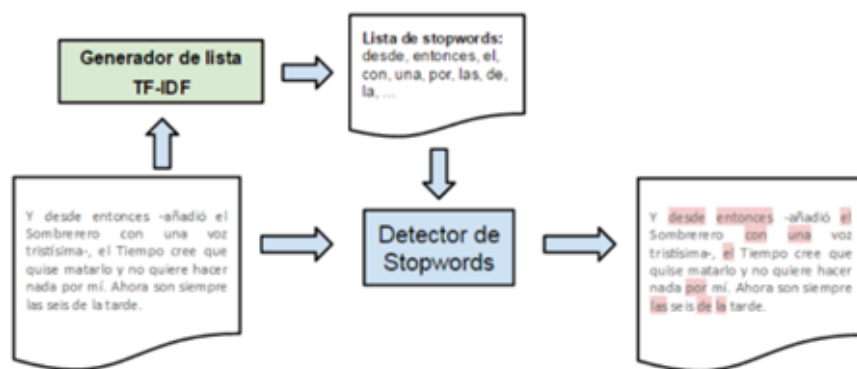 Generador de lista
TF-IDF
Lista de stopwords:
desde, entonces, el,
con, una, por, las, de,
la, ...
Y desde entonces -añadió el
Sombrerero con una voz
tristísima-, el Tiempo cree que
quise matarlo y no quiere hacer
nada por mí. Ahora son siempre
las seis de la tarde.
Detector de
Stopwords
Y desde entonces -añadió el
Sombrerero con una voz
tristísima-, el Tiempo cree que
quise matarlo y no quiere hacer
nada por mí. Ahora son siempre
las seis de la tarde.